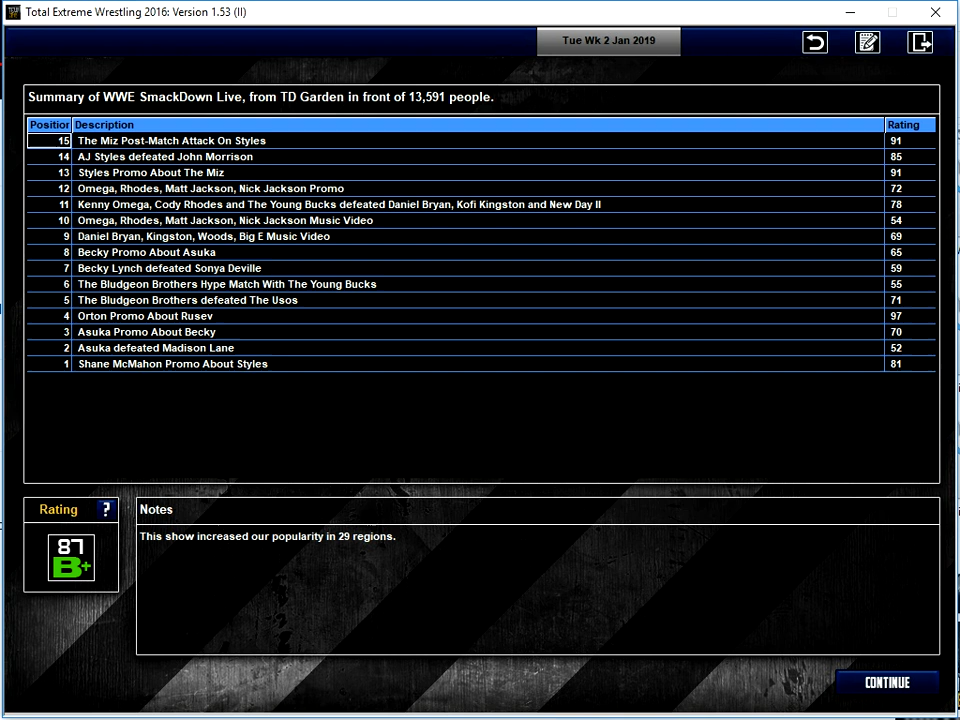 Total Extreme Wrestling 2016: Version 1.53 (II)
Tue Wk 2 Jan 2019
Summary of WWE SmackDown Live, from TD Garden in front of 13,591 people.
Position Description Rating
15 The Miz Post-Match Attack On Styles 91
14 AJ Styles defeated John Morrison 85
13 Styles Promo About The Miz 91
12 Omega, Rhodes, Matt Jackson, Nick Jackson Promo 72
11 Kenny Omega, Cody Rhodes and The Young Bucks defeated Daniel Bryan, Kofi Kingston and New Day II 78
10 Omega, Rhodes, Matt Jackson, Nick Jackson Music Video 54
9 Daniel Bryan, Kingston, Woods, Big E Music Video 69
8 Becky Promo About Asuka 65
7 Becky Lynch defeated Sonya Deville 59
6 The Bludgeon Brothers Hype Match With The Young Bucks 55
5 The Bludgeon Brothers defeated The Usos 71
4 Orton Promo About Rusev 97
3 Asuka Promo About Becky 70
2 Asuka defeated Madison Lane 52
1 Shane McMahon Promo About Styles 81
Rating ?
87
B+
Notes
This show increased our popularity in 29 regions.
CONTINUE